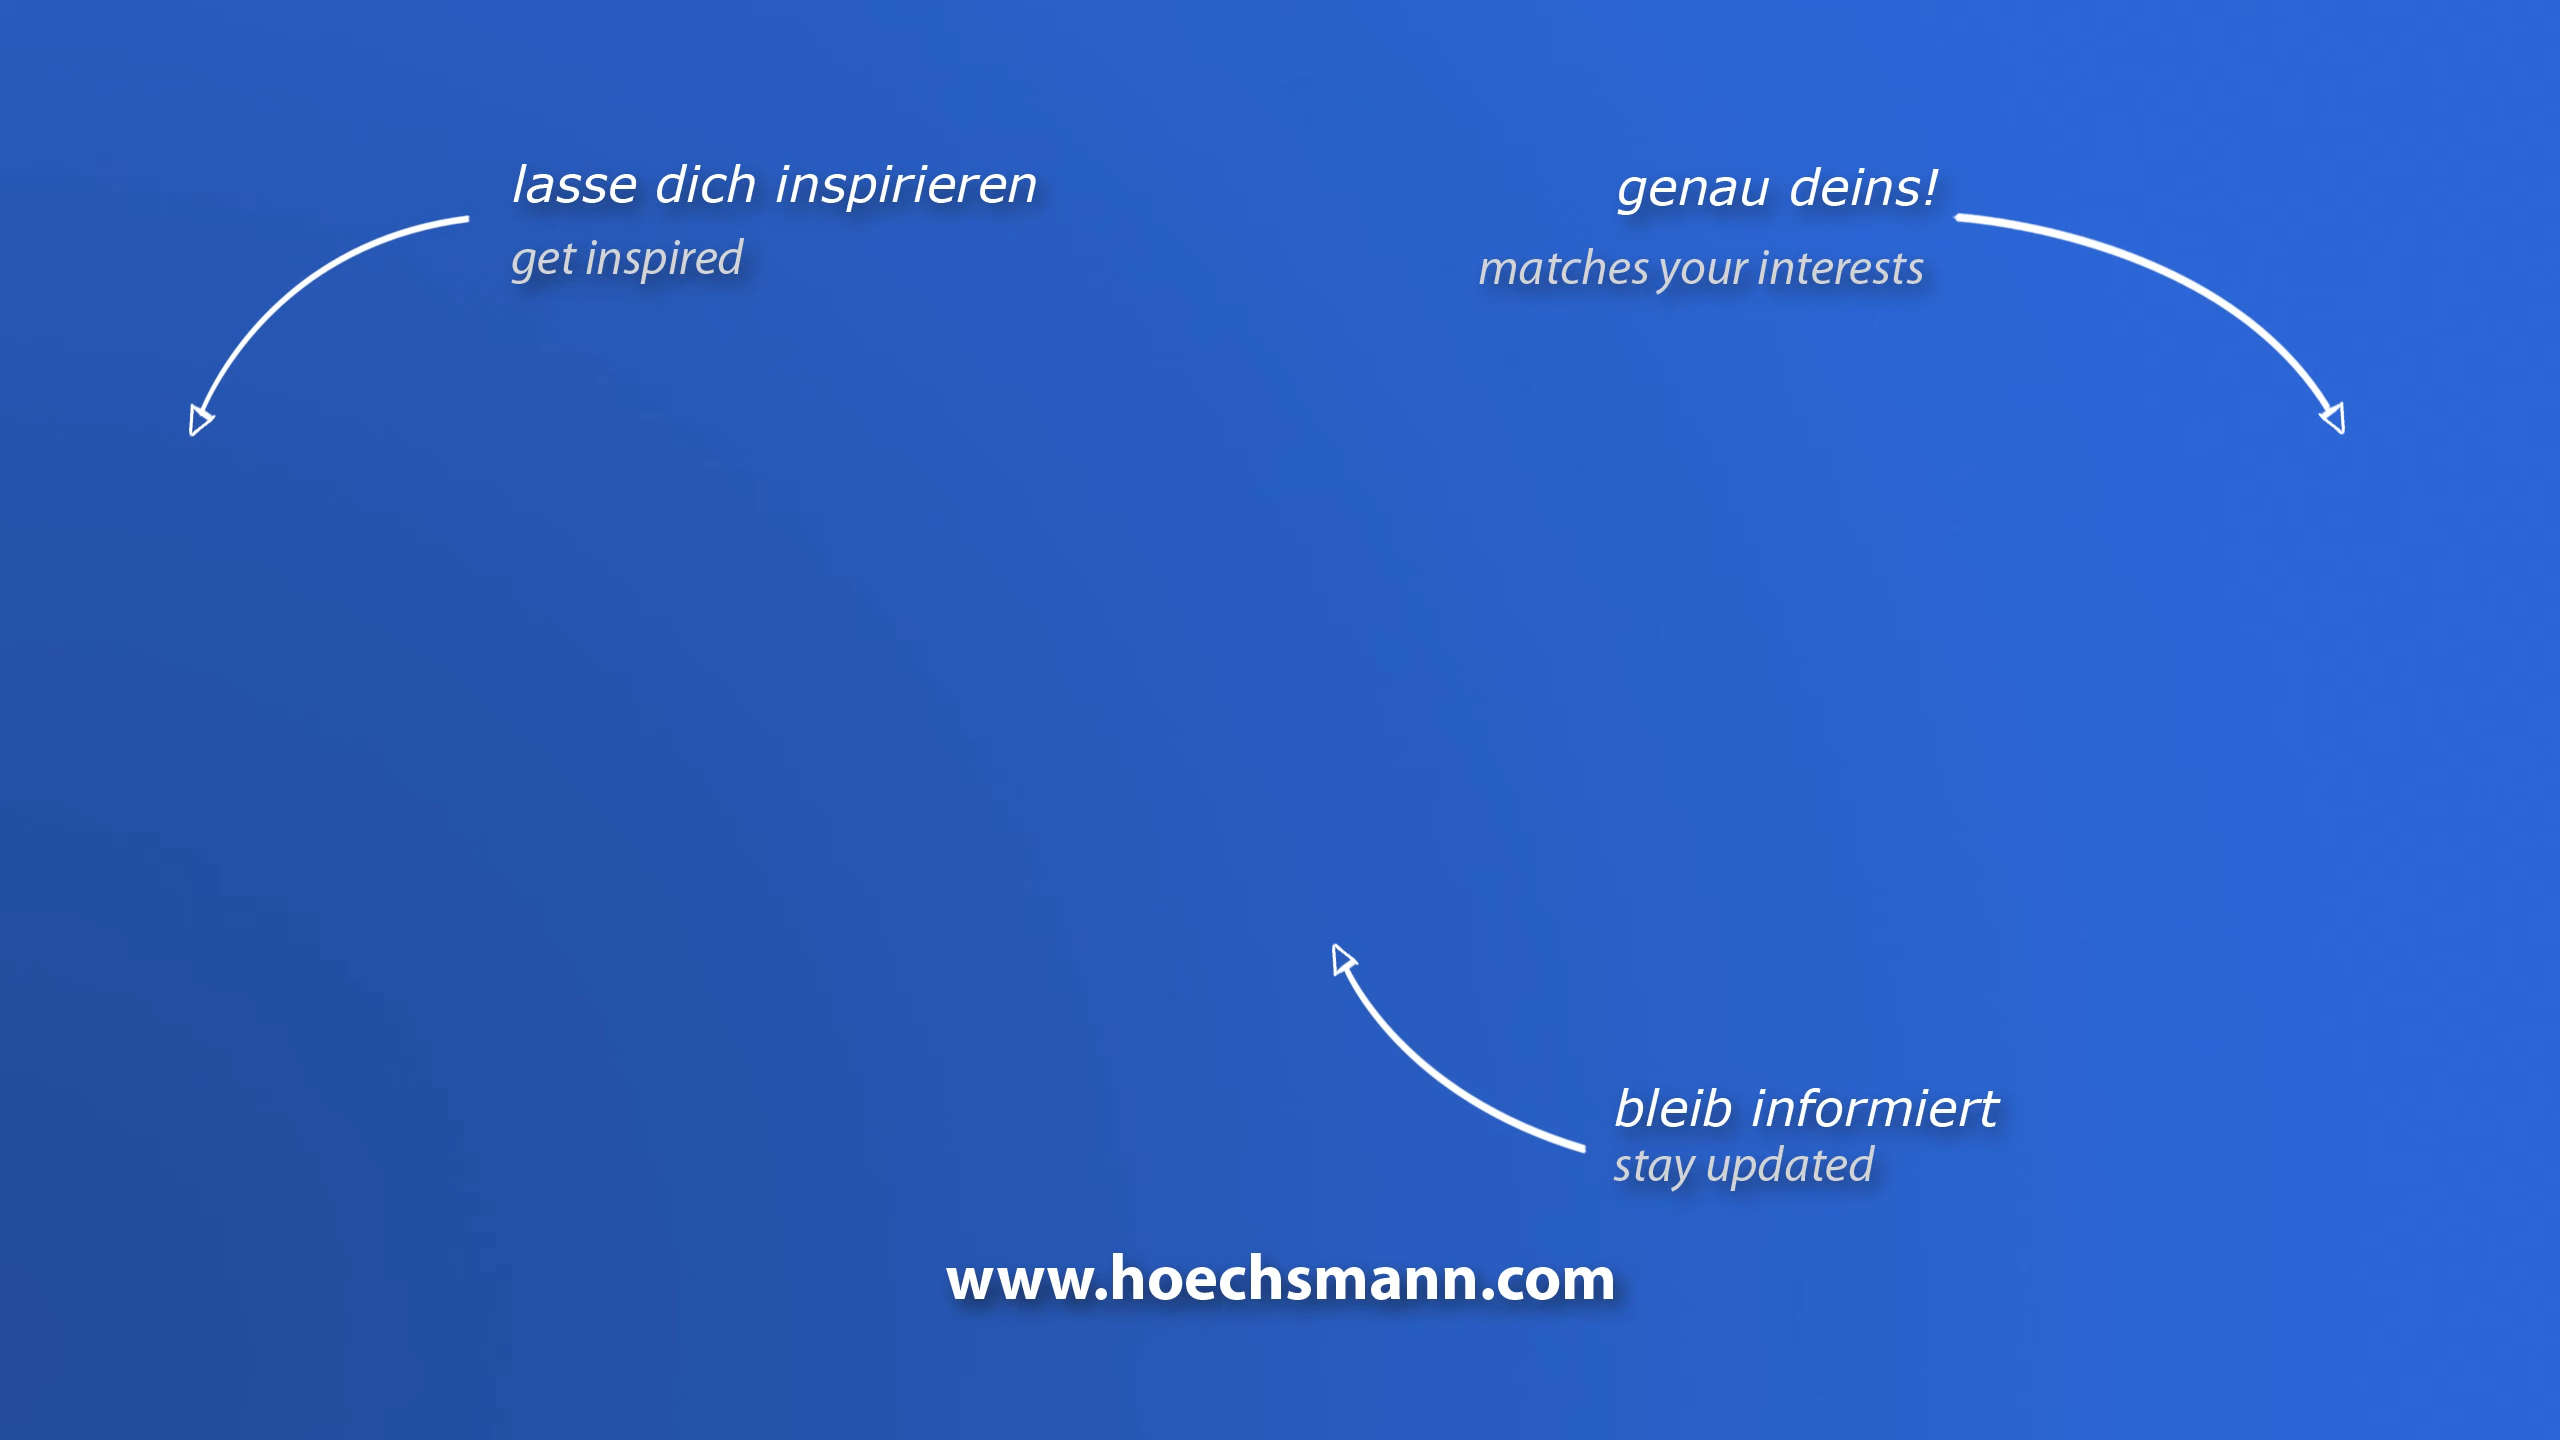 lasse dich inspirieren
get inspired
genau deins!
matches your interests
bleib informiert
stay updated
www.hoechsmann.com